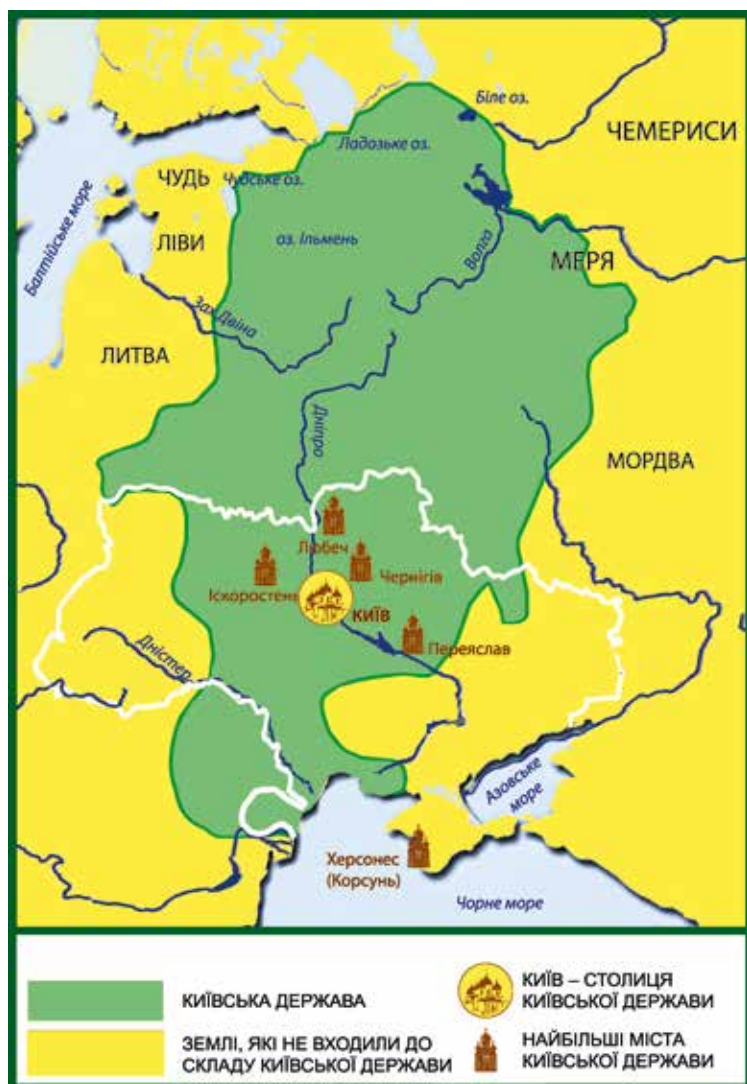 Біле оз.
ЧЕМЕРИСИ
Ладозьке оз.
ЧУДЬ
Чудське оз.
Балтійське море
ЛІВИ
оз. Ільмень
Волга
МЕРЯ
Зах. Двіна
ЛИТВА
Дніпро
МОРДВА
Любеч
Чернігів
Іскоростень
КИЇВ
Переяслав
Дністер
Азовське
море
Херсонес
(Корсунь)
Чорне море
КИЇВСЬКА ДЕРЖАВА
КИЇВ – СТОЛИЦЯ
КИЇВСЬКОЇ ДЕРЖАВИ
ЗЕМЛІ, ЯКІ НЕ ВХОДИЛИ ДО
СКЛАДУ КИЇВСЬКОЇ ДЕРЖАВИ
НАЙБІЛЬШІ МІСТА
КИЇВСЬКОЇ ДЕРЖАВИ